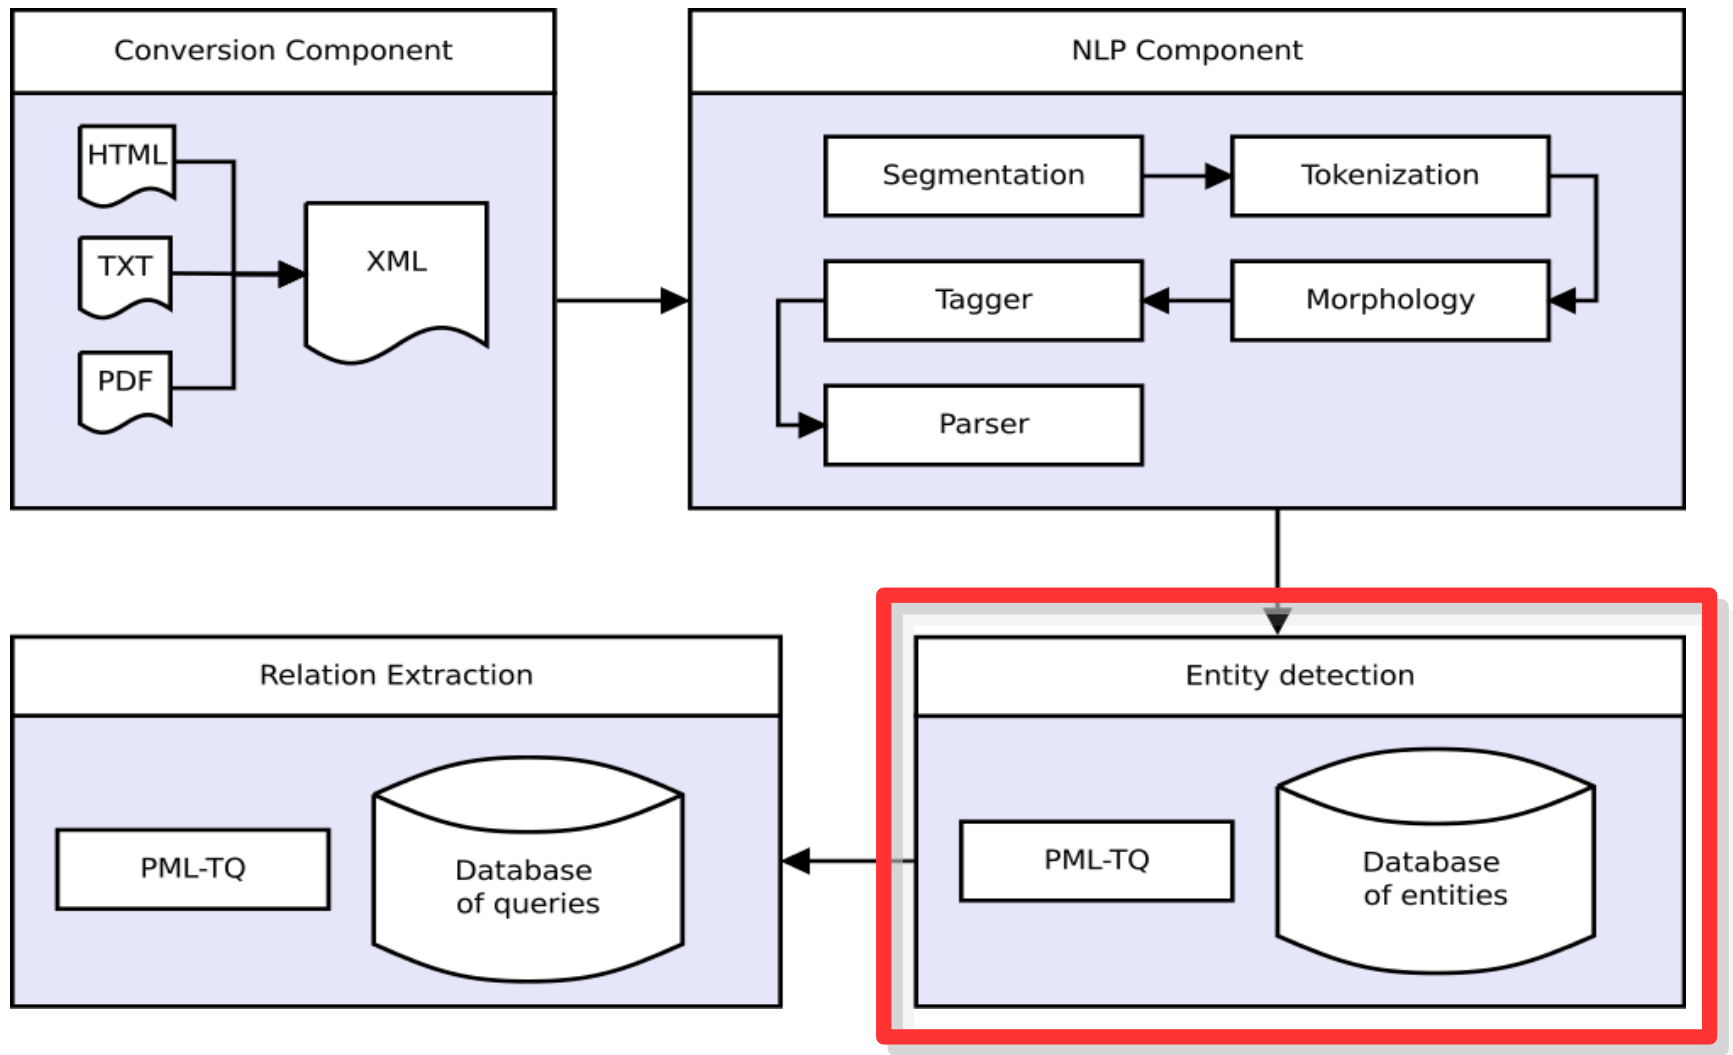 Conversion Component
HTML
TXT
PDF
XML
NLP Component
Segmentation
Tokenization
Tagger
Morphology
Parser
Relation Extraction
PML-TQ
Database
of queries
Entity detection
PML-TQ
Database
of entities